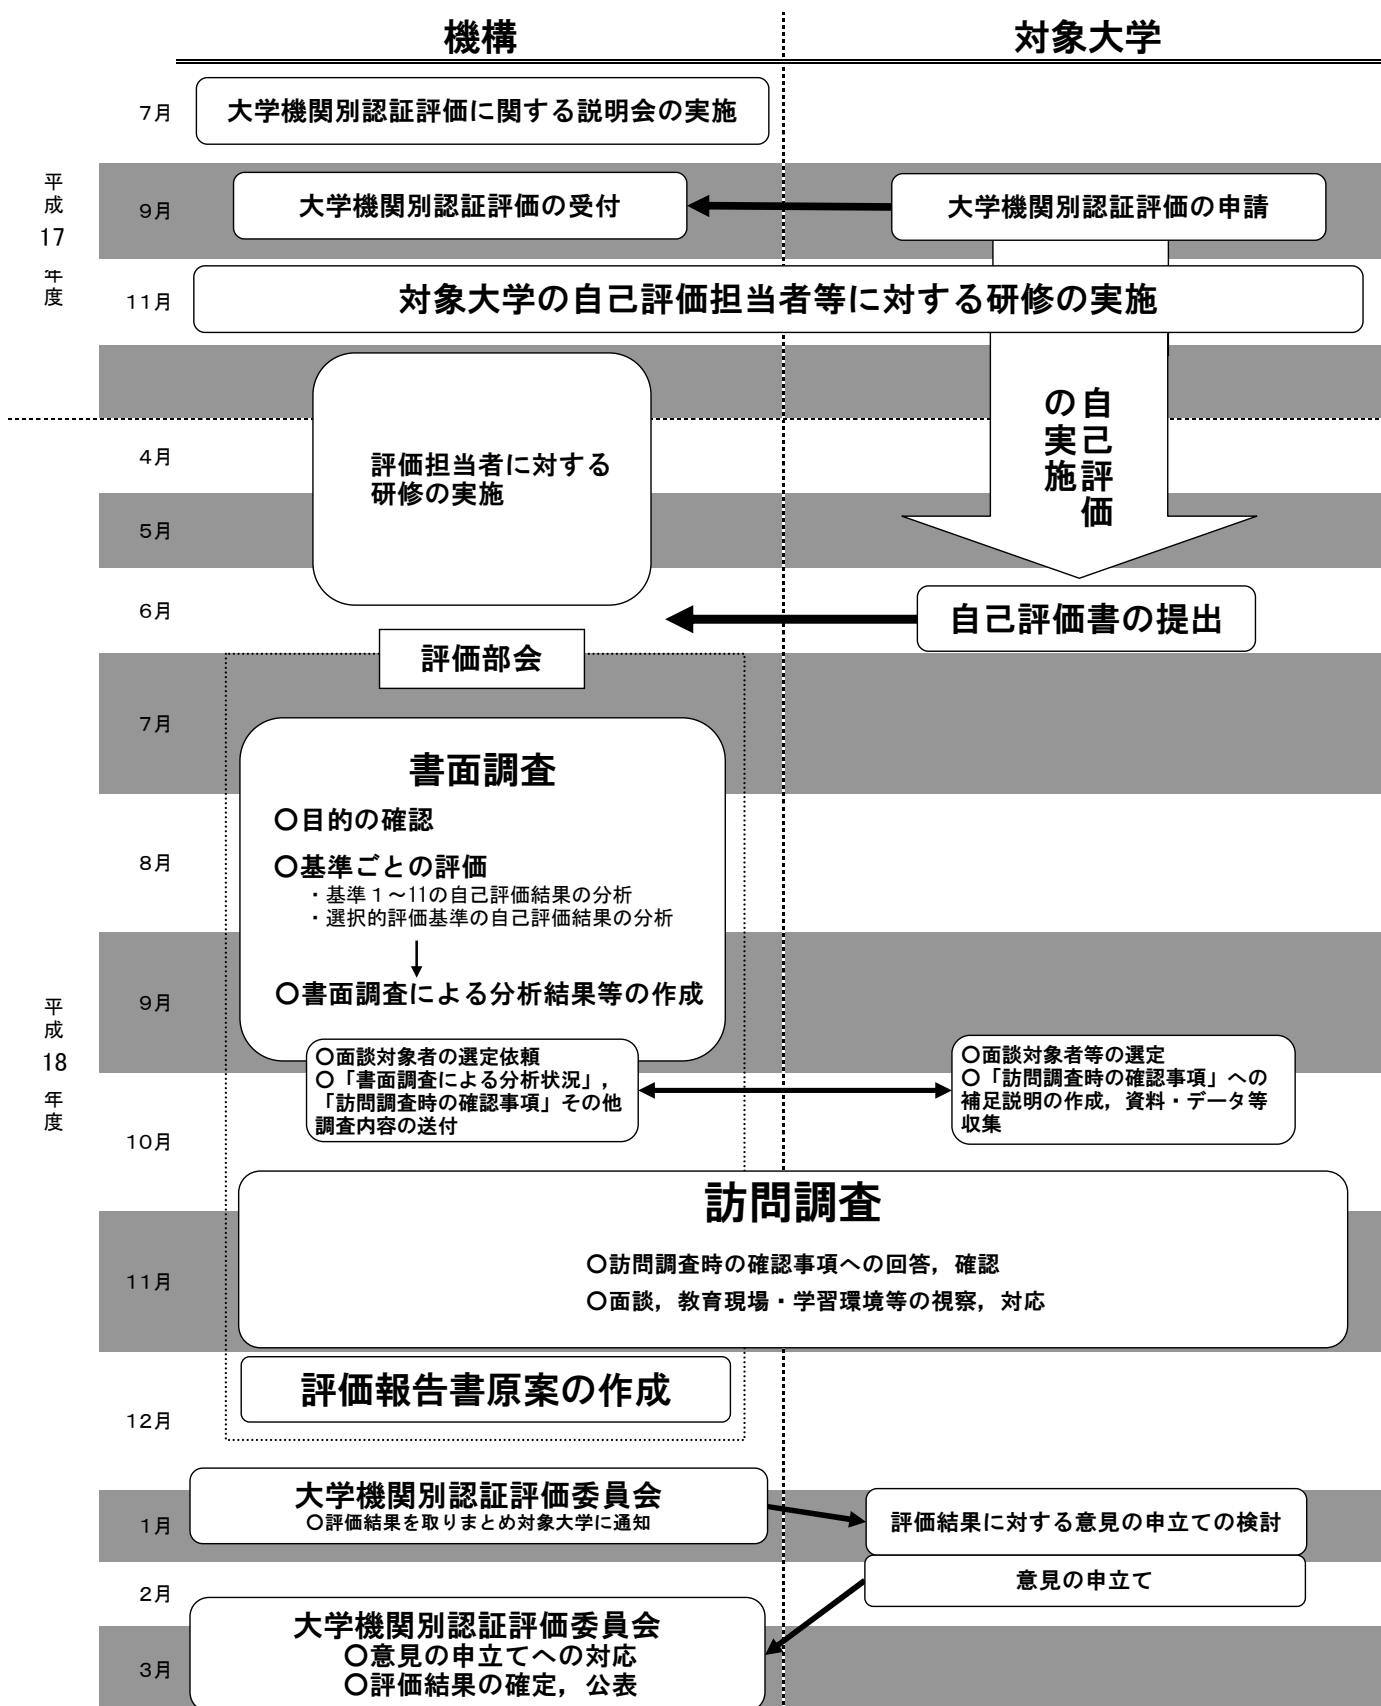 機構
対象大学
平成17年度
7月
大学機関別認証評価に関する説明会の実施
9月
大学機関別認証評価の受付
大学機関別認証評価の申請
11月
対象大学の自己評価担当者等に対する研修の実施
自己評価
の実施
平成18年度
4月
評価担当者に対する
研修の実施
5月
6月
自己評価書の提出
評価部会
7月
書面調査
○目的の確認
8月
○基準ごとの評価
・基準1~11の自己評価結果の分析
・選択的評価基準の自己評価結果の分析
9月
○書面調査による分析結果等の作成
○面談対象者の選定依頼
○「書面調査による分析状況」,
「訪問調査時の確認事項」その他
調査内容の送付
○面談対象者等の選定
○「訪問調査時の確認事項」への
補足説明の作成,資料・データ等
収集
10月
訪問調査
11月
○訪問調査時の確認事項への回答,確認
○面談,教育現場・学習環境等の視察,対応
評価報告書原案の作成
12月
大学機関別認証評価委員会
○評価結果を取りまとめ対象大学に通知
1月
評価結果に対する意見の申立ての検討
意見の申立て
2月
大学機関別認証評価委員会
○意見の申立てへの対応
3月
○評価結果の確定,公表